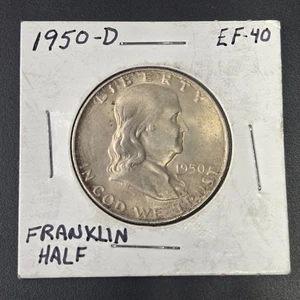 1950-D EF-40
LIBERTY
1950
IN GOD WE TRUST
FRANKLIN
HALF